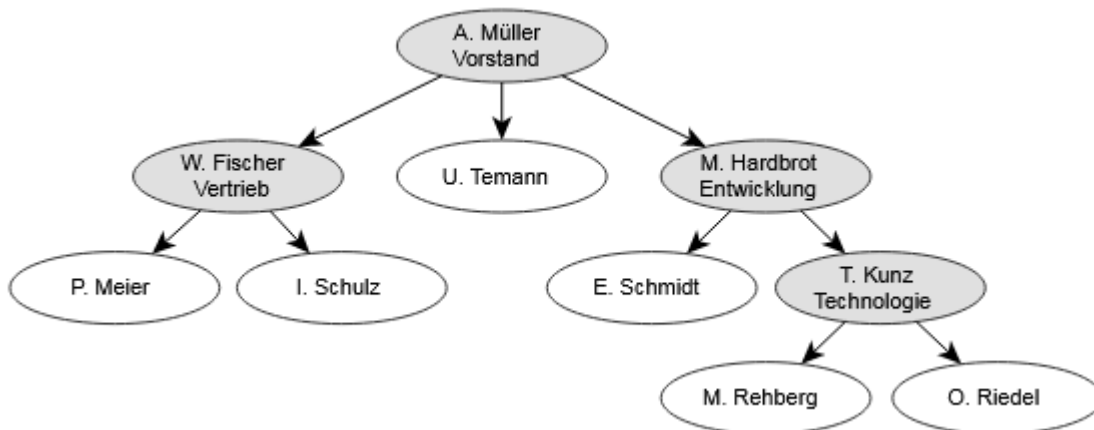 A. Müller
Vorstand
W. Fischer
Vertrieb
U. Temann
M. Hardbrot
Entwicklung
P. Meier
I. Schulz
E. Schmidt
T. Kunz
Technologie
M. Rehberg
O. Riedel